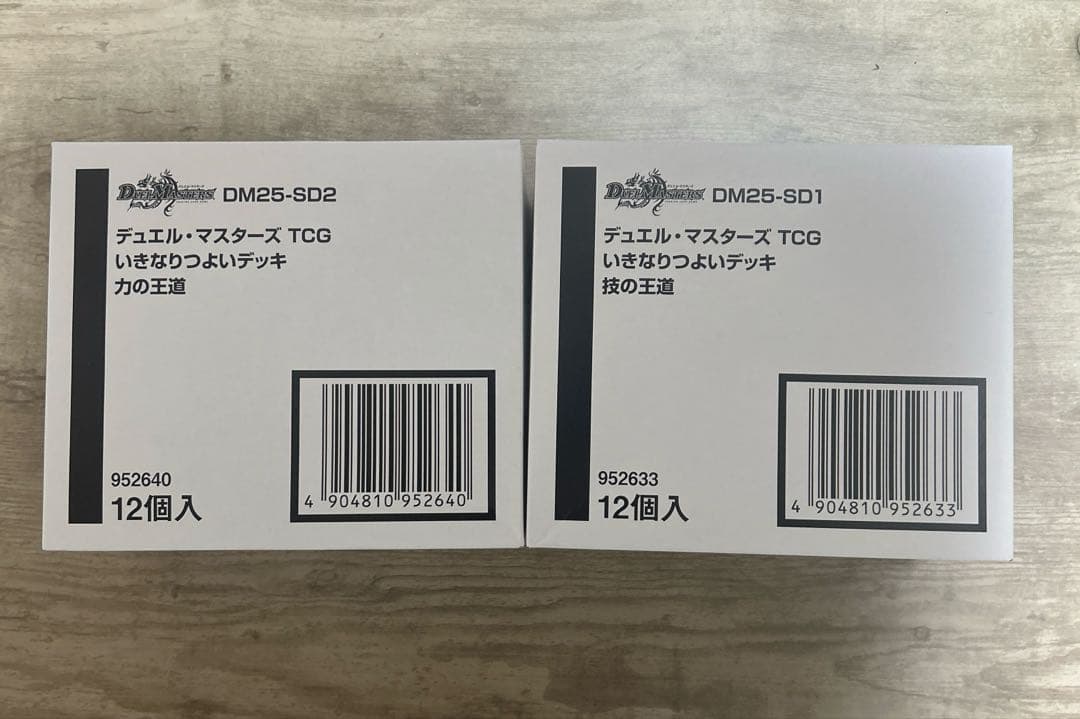 DUEL MASTERS DM25-SD2
デュエル・マスターズ TCG
いきなりつよいデッキ
力の王道
952640
12個入
4 904810 952640
DUEL MASTERS DM25-SD1
デュエル・マスターズ TCG
いきなりつよいデッキ
技の王道
952633
12個入
4 904810 952633